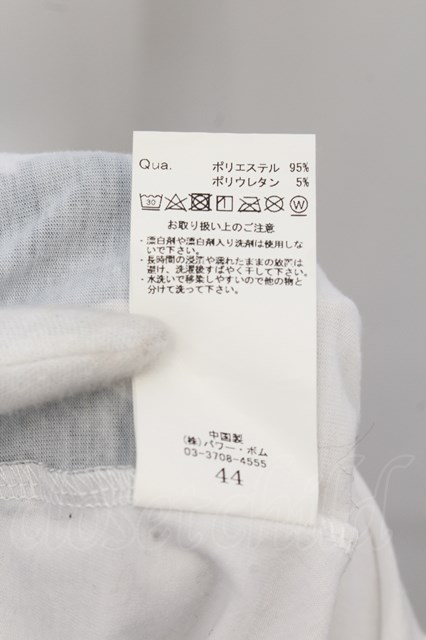 Qua. ポリエステル 95%
ポリウレタン 5%
30 W
お取り扱い上のご注意
・漂白剤や漂白剤入り洗剤は使用しな
いで下さい。
・長時間の浸漬や濡れたままの放置は
避け、洗濯後すばやく干して下さい。
・水洗いで移染しやすいので他の物と
分けて洗って下さい。
中国製
(株)パワー・ボム
03-3708-4555
44